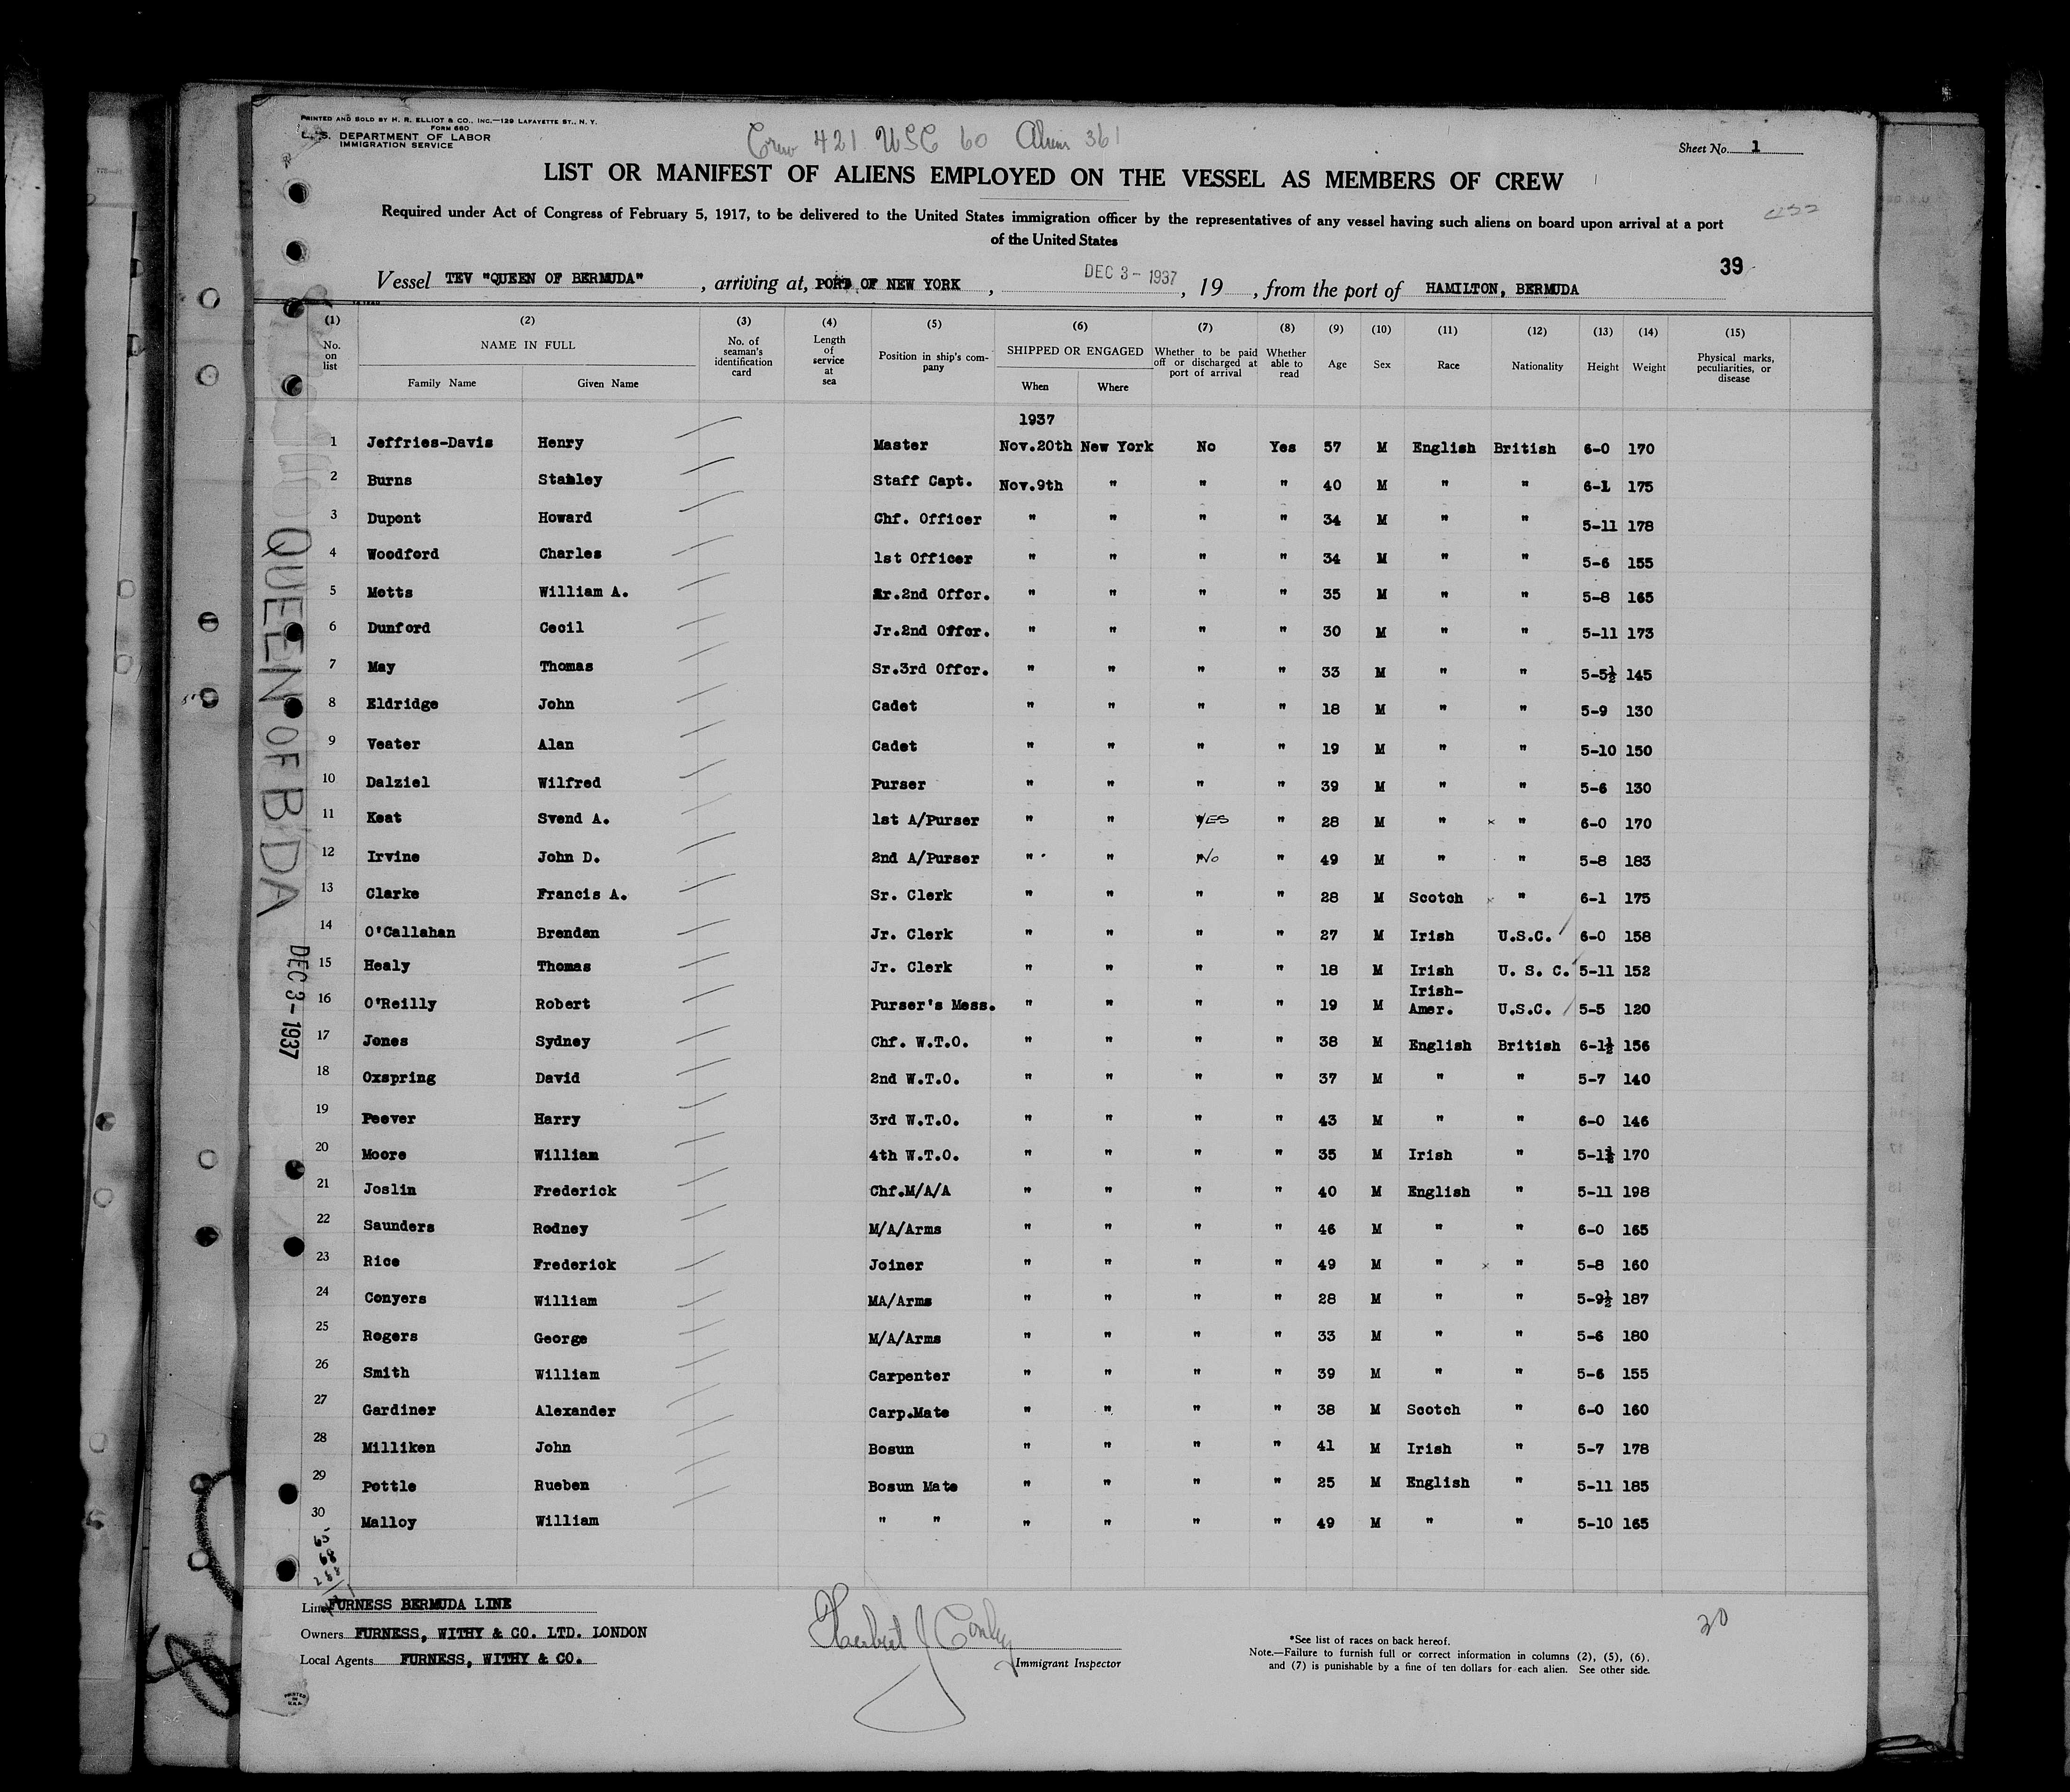 PRINTED AND SOLD BY H. R. ELLIOT & CO., INC.—129 LAFAYETTE ST., N. Y.
FORM 680
U. S. DEPARTMENT OF LABOR
IMMIGRATION SERVICE
Crew 421 USC 60 Alien 361
Sheet No. 1
LIST OR MANIFEST OF ALIENS EMPLOYED ON THE VESSEL AS MEMBERS OF CREW
Required under Act of Congress of February 5, 1917, to be delivered to the United States immigration officer by the representatives of any vessel having such aliens on board upon arrival at a port
of the United States
39
Vessel TEV "QUEEN OF BERMUDA" , arriving at, PORT OF NEW YORK , DEC 3 - 1937 , 19 , from the port of HAMILTON, BERMUDA
(1) (2) (3) (4) (5) (6) (7) (8) (9) (10) (11) (12) (13) (14) (15)
No. on list NAME IN FULL Family Name Given Name No. of seaman's identification card Length of service at sea Position in ship's company SHIPPED OR ENGAGED When Where Whether to be paid off or discharged at port of arrival Whether able to read Age Sex Race Nationality Height Weight Physical marks, peculiarities, or disease
1937
1 Jeffries-Davis Henry Master Nov.20th New York No Yes 57 M English British 6-0 170
2 Burns Stanley Staff Capt. Nov.9th " " " 40 M " " 6-1 175
3 Dupont Howard Chf. Officer " " " " 34 M " " 5-11 178
4 Woodford Charles 1st Officer " " " " 34 M " " 5-6 155
5 Motts William A. Sr.2nd Offcr. " " " " 35 M " " 5-8 165
6 Dunford Cecil Jr.2nd Offcr. " " " " 30 M " " 5-11 173
7 May Thomas Sr.3rd Offcr. " " " " 33 M " " 5-5½ 145
8 Eldridge John Cadet " " " " 18 M " " 5-9 130
9 Veater Alan Cadet " " " " 19 M " " 5-10 150
10 Dalziel Wilfred Purser " " " " 39 M " " 5-6 130
11 Keat Svend A. 1st A/Purser " " YES " 28 M " x " 6-0 170
12 Irvine John D. 2nd A/Purser " " No " 49 M " " 5-8 183
13 Clarke Francis A. Sr. Clerk " " " " 28 M Scotch x " 6-1 175
14 O'Callahan Brendan Jr. Clerk " " " " 27 M Irish U.S.C. 6-0 158
15 Healy Thomas Jr. Clerk " " " " 18 M Irish U. S. C. 5-11 152
16 O'Reilly Robert Purser's Mess. " " " " 19 M Irish-Amer. U.S.C. 5-5 120
17 Jones Sydney Chf. W.T.O. " " " " 38 M English British 6-1½ 156
18 Oxspring David 2nd W.T.O. " " " " 37 M " " 5-7 140
19 Peever Harry 3rd W.T.O. " " " " 43 M " " 6-0 146
20 Moore William 4th W.T.O. " " " " 35 M Irish " 5-1½ 170
21 Joslin Frederick Chf.M/A/A " " " " 40 M English " 5-11 198
22 Saunders Rodney M/A/Arms " " " " 46 M " " 6-0 165
23 Rice Frederick Joiner " " " " 49 M " x " 5-8 160
24 Conyers William MA/Arms " " " " 28 M " " 5-9½ 187
25 Rogers George M/A/Arms " " " " 33 M " " 5-6 180
26 Smith William Carpenter " " " " 39 M " " 5-6 155
27 Gardiner Alexander Carp.Mate " " " " 38 M Scotch " 6-0 160
28 Milliken John Bosun " " " " 41 M Irish " 5-7 178
29 Pottle Rueben Bosun Mate " " " " 25 M English " 5-11 185
30 Malloy William " " " " " " 49 M " " 5-10 165
QUEEN OF B'DA
DEC 3 - 1937
Line FURNESS BERMUDA LINE
Owners FURNESS, WITHY & CO. LTD. LONDON
Local Agents FURNESS, WITHY & CO.
Herbert J Conley
Immigrant Inspector
30
*See list of races on back hereof.
Note.—Failure to furnish full or correct information in columns (2), (5), (6),
and (7) is punishable by a fine of ten dollars for each alien. See other side.
PRINTED IN U.S.A.